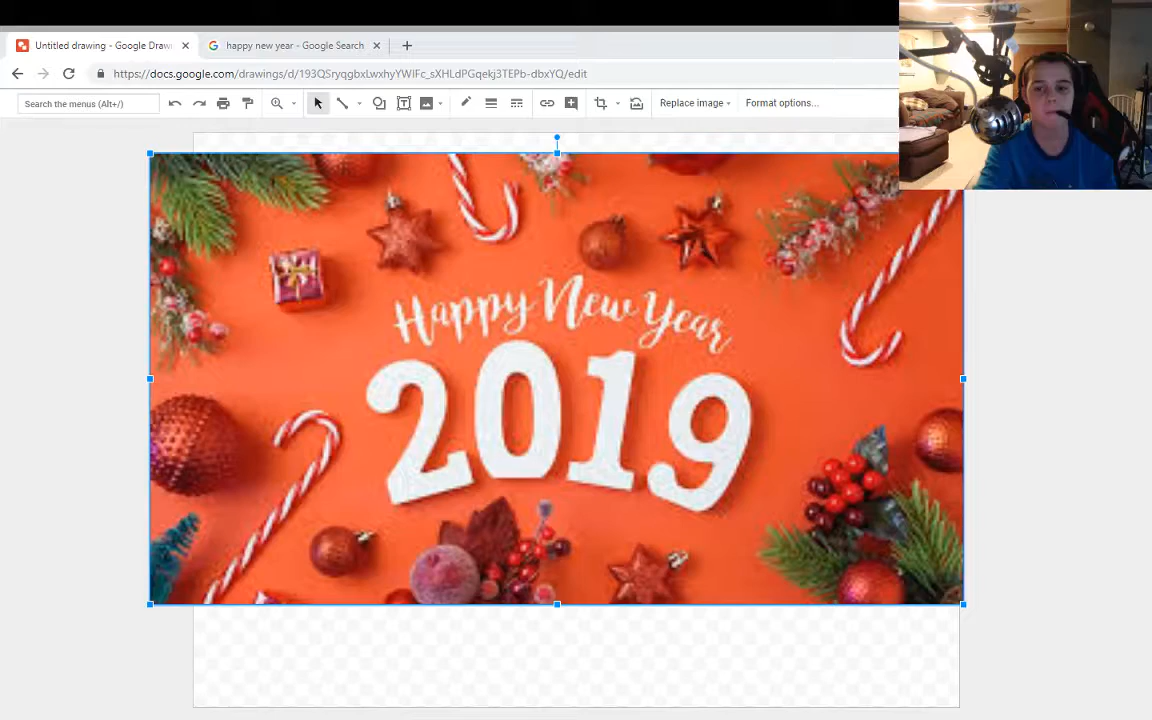 Untitled drawing - Google Draw
happy new year - Google Search
https://docs.google.com/drawings/d/193QSryqgbxLwxhyYWlFc_sXHLdPGqekj3TEPb-dbxYQ/edit
Search the menus (Alt+/)
Replace image
Format options...
Happy New Year
2019